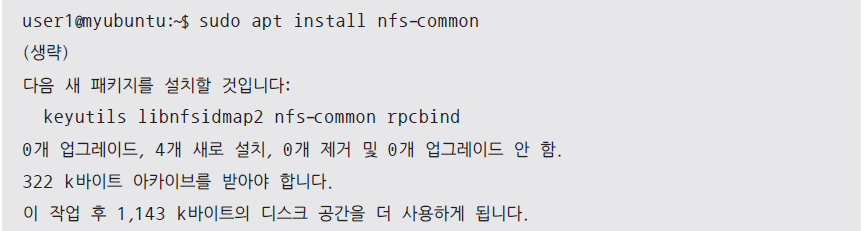 user1@myubuntu:~$ sudo apt install nfs-common
(생략)
다음 새 패키지를 설치할 것입니다:
  keyutils libnfsidmap2 nfs-common rpcbind
0개 업그레이드, 4개 새로 설치, 0개 제거 및 0개 업그레이드 안 함.
322 k바이트 아카이브를 받아야 합니다.
이 작업 후 1,143 k바이트의 디스크 공간을 더 사용하게 됩니다.